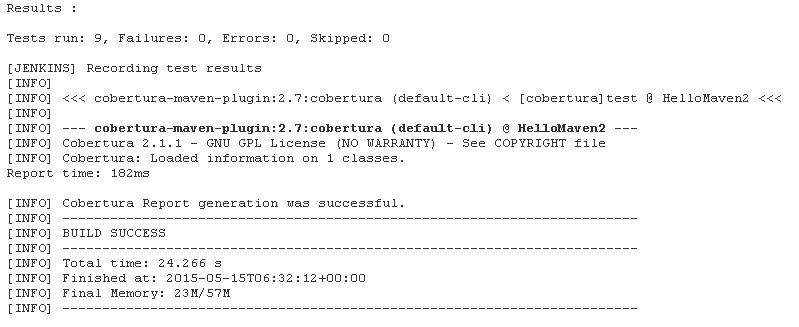 Results :
Tests run: 9, Failures: 0, Errors: 0, Skipped: 0
[JENKINS] Recording test results
[INFO]
[INFO] <<< cobertura-maven-plugin:2.7:cobertura (default-cli) < [cobertura]test @ HelloMaven2 <<<
[INFO]
[INFO] --- cobertura-maven-plugin:2.7:cobertura (default-cli) @ HelloMaven2 ---
[INFO] Cobertura 2.1.1 - GNU GPL License (NO WARRANTY) - See COPYRIGHT file
[INFO] Cobertura: Loaded information on 1 classes.
Report time: 182ms
[INFO] Cobertura Report generation was successful.
[INFO] ------------------------------------------------------------------------
[INFO] BUILD SUCCESS
[INFO] ------------------------------------------------------------------------
[INFO] Total time: 24.266 s
[INFO] Finished at: 2015-05-15T06:32:12+00:00
[INFO] Final Memory: 23M/57M
[INFO] ------------------------------------------------------------------------